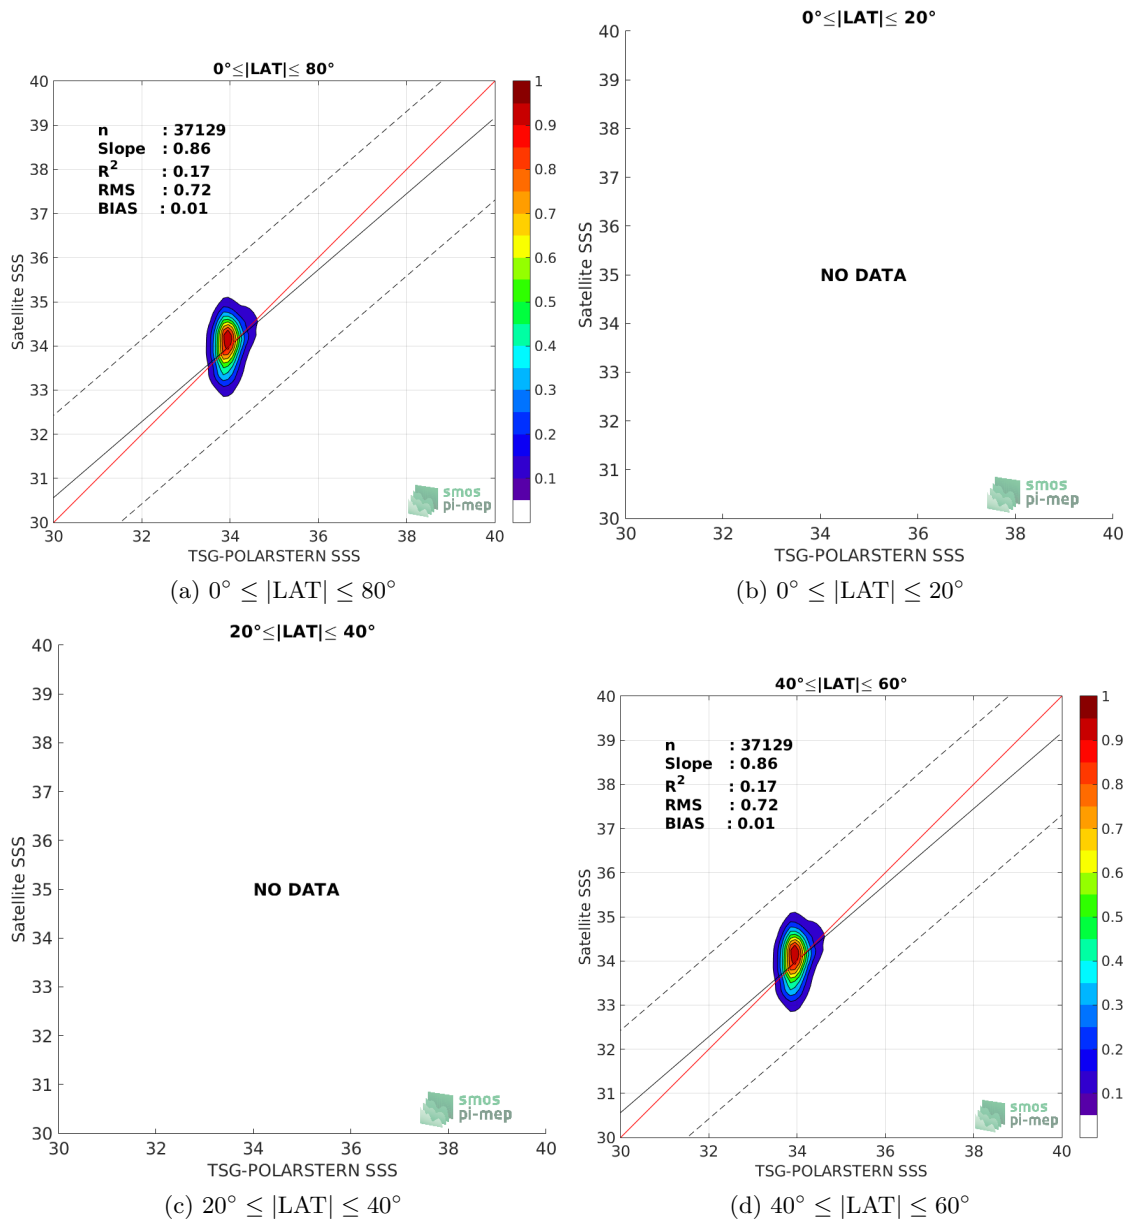 0°≤|LAT|≤ 80°
40
39
38
37
36
35
34
33
32
31
30
Satellite SSS
n : 37129
Slope : 0.86
R² : 0.17
RMS : 0.72
BIAS : 0.01
smos
pi-mep
30 32 34 36 38 40
TSG-POLARSTERN SSS
1
0.9
0.8
0.7
0.6
0.5
0.4
0.3
0.2
0.1
(a) 0° ≤ |LAT| ≤ 80°
0°≤|LAT|≤ 20°
40
39
38
37
36
35
34
33
32
31
30
Satellite SSS
NO DATA
smos
pi-mep
30 32 34 36 38 40
TSG-POLARSTERN SSS
(b) 0° ≤ |LAT| ≤ 20°
20°≤|LAT|≤ 40°
40
39
38
37
36
35
34
33
32
31
30
Satellite SSS
NO DATA
smos
pi-mep
30 32 34 36 38 40
TSG-POLARSTERN SSS
(c) 20° ≤ |LAT| ≤ 40°
40°≤|LAT|≤ 60°
40
39
38
37
36
35
34
33
32
31
30
Satellite SSS
n : 37129
Slope : 0.86
R² : 0.17
RMS : 0.72
BIAS : 0.01
smos
pi-mep
30 32 34 36 38 40
TSG-POLARSTERN SSS
1
0.9
0.8
0.7
0.6
0.5
0.4
0.3
0.2
0.1
(d) 40° ≤ |LAT| ≤ 60°